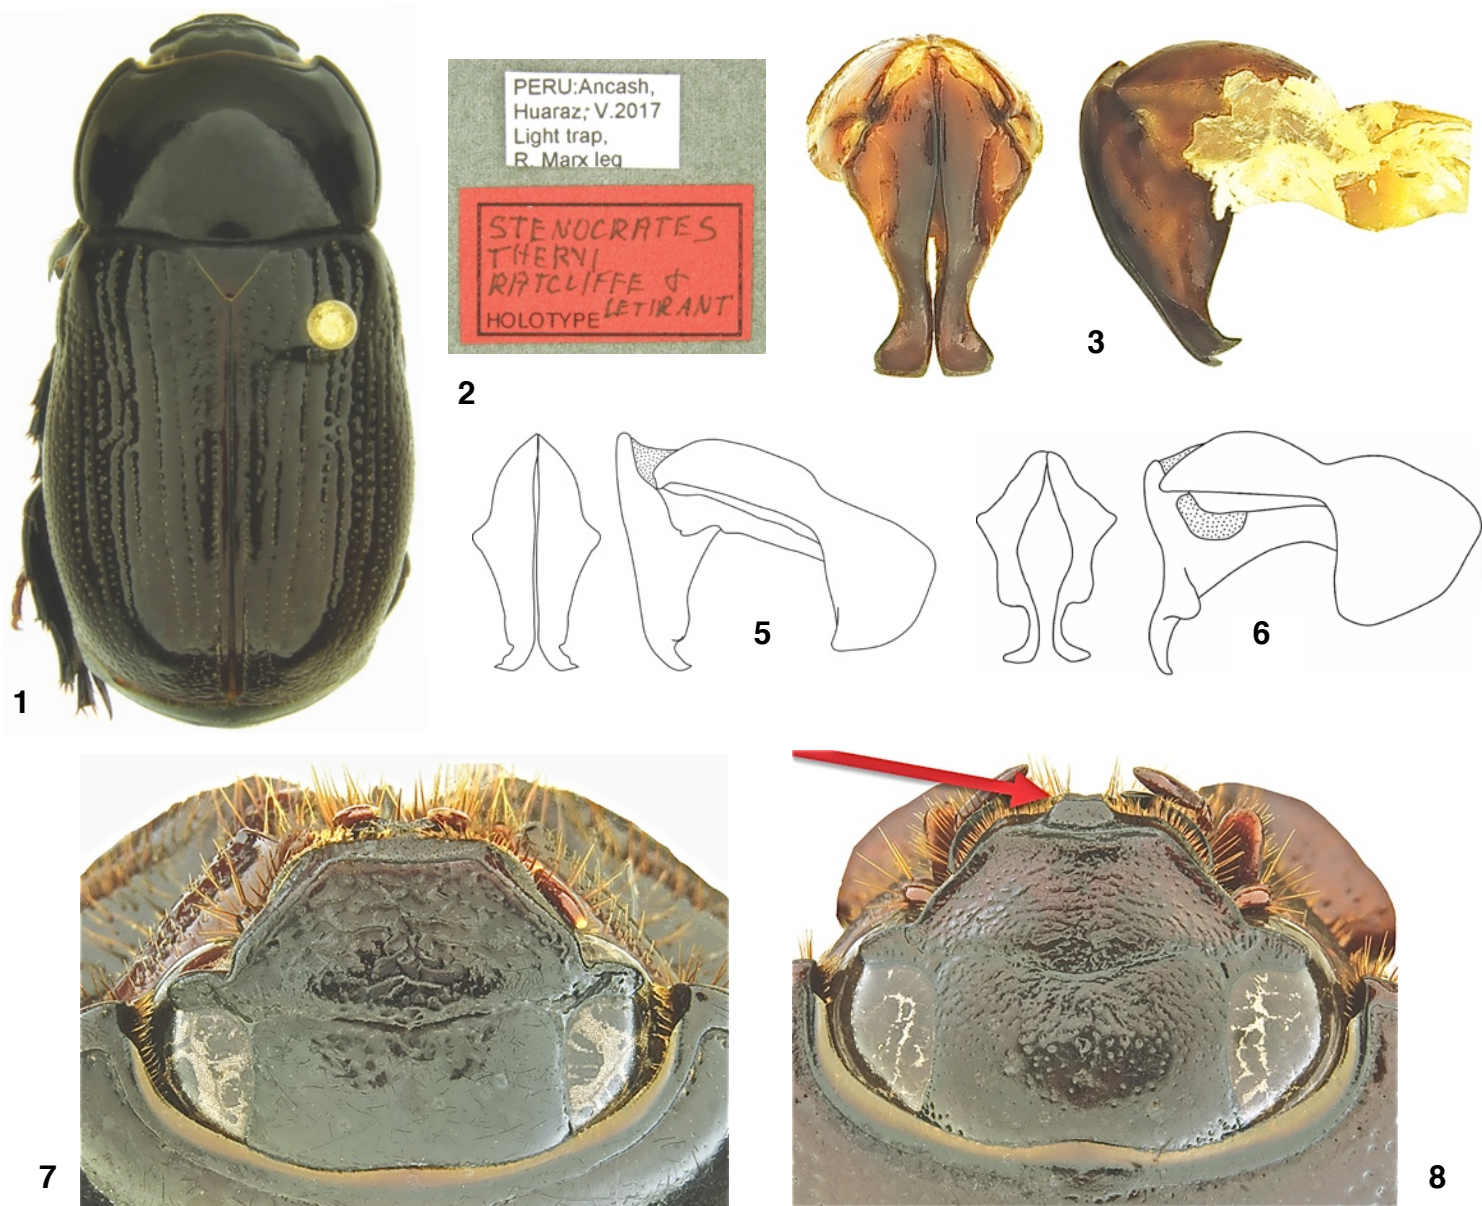 PERU:Ancash,
Huaraz; V.2017
Light trap,
R. Marx leg
STENOCRATES
THERYI
RATCLIFFE &
LETIRANT
HOLOTYPE
3
2
5
6
1
7
8